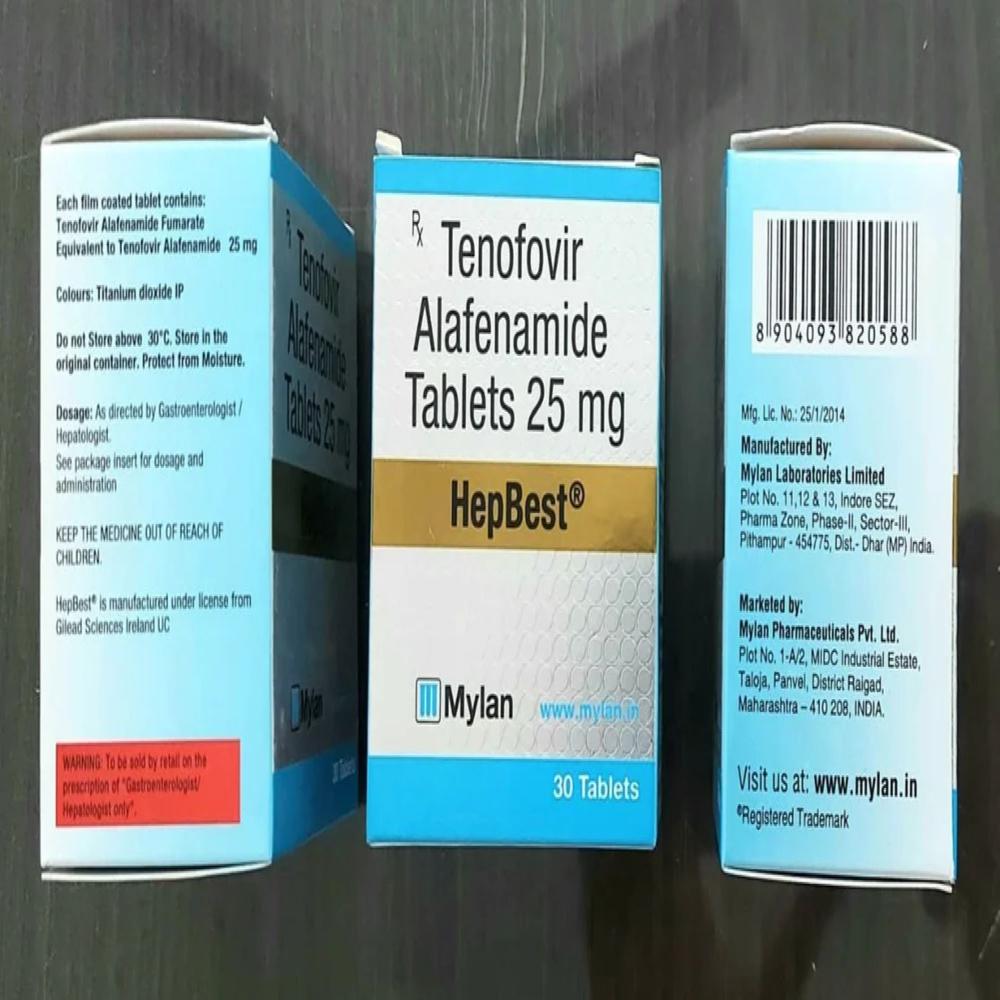 Each film coated tablet contains:
Tenofovir Alafenamide Fumarate
Equivalent to Tenofovir Alafenamide 25 mg
Colours: Titanium dioxide IP
Do not Store above 30°C. Store in the
original container. Protect from Moisture.
Dosage: As directed by Gastroenterologist /
Hepatologist.
See package insert for dosage and
administration
KEEP THE MEDICINE OUT OF REACH OF
CHILDREN.
HepBest® is manufactured under license from
Gilead Sciences Ireland UC
WARNING: To be sold by retail on the
prescription of "Gastroenterologist/
Hepatologist only".
Rx
Tenofovir
Alafenamide
Tablets 25 mg
Mylan
30 Tablets
Rx
Tenofovir
Alafenamide
Tablets 25 mg
HepBest®
Mylan www.mylan.in
30 Tablets
8 904093 820588
Mfg. Lic. No.: 25/1/2014
Manufactured By:
Mylan Laboratories Limited
Plot No. 11,12 & 13, Indore SEZ,
Pharma Zone, Phase-II, Sector-III,
Pithampur - 454775, Dist.- Dhar (MP) India.
Marketed by:
Mylan Pharmaceuticals Pvt. Ltd.
Plot No. 1-A/2, MIDC Industrial Estate,
Taloja, Panvel, District Raigad,
Maharashtra – 410 208, INDIA.
Visit us at: www.mylan.in
®Registered Trademark